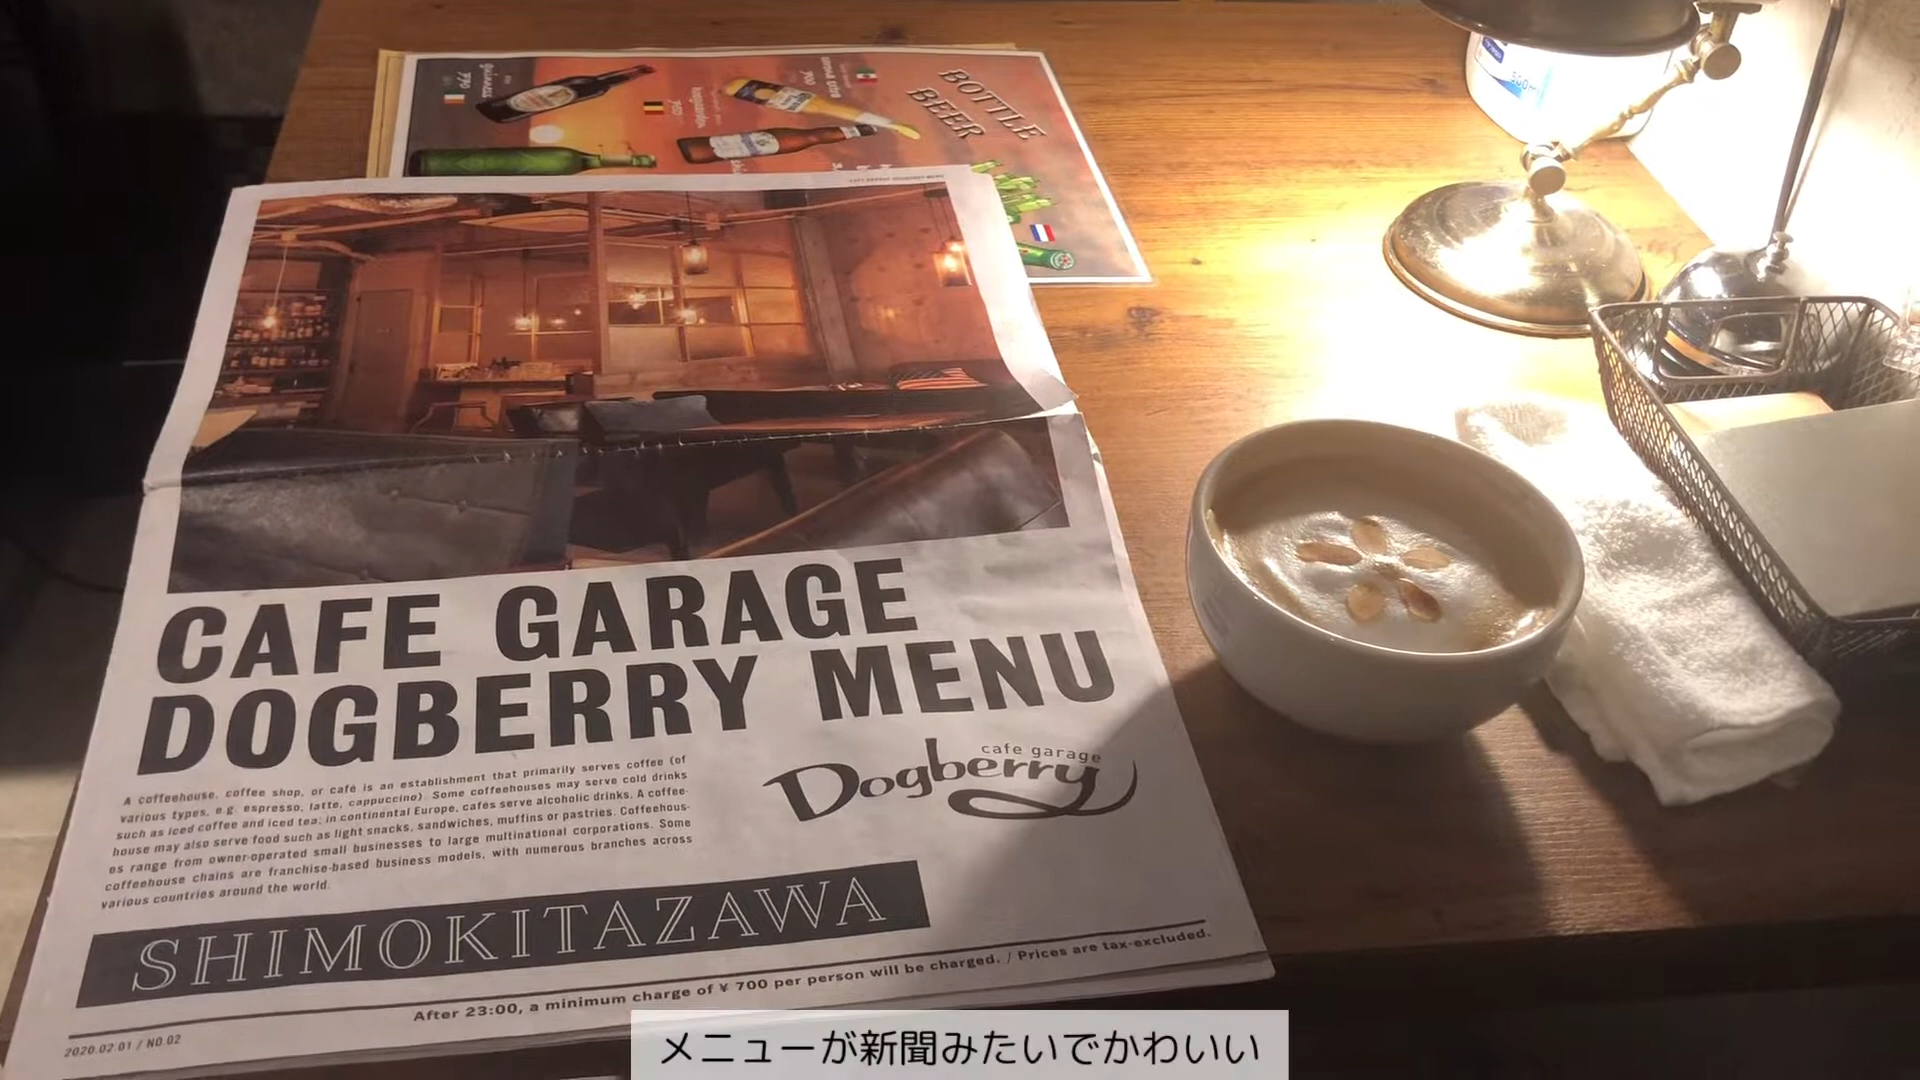 BOTTLE
BEER
CAFE GARAGE DOGBERRY MENU
CAFE GARAGE
DOGBERRY MENU
A coffeehouse, coffee shop, or café is an establishment that primarily serves coffee (of
various types, e.g. espresso, latte, cappuccino). Some coffeehouses may serve cold drinks
such as iced coffee and iced tea; in continental Europe, cafés serve alcoholic drinks. A coffee-
house may also serve food such as light snacks, sandwiches, muffins or pastries. Coffeehous-
es range from owner-operated small businesses to large multinational corporations. Some
coffeehouse chains are franchise-based business models, with numerous branches across
various countries around the world.
cafe garage
Dogberry
SHIMOKITAZAWA
After 23:00, a minimum charge of ¥ 700 per person will be charged. / Prices are tax-excluded.
2020.02.01 / NO.02
メニューが新聞みたいでかわいい